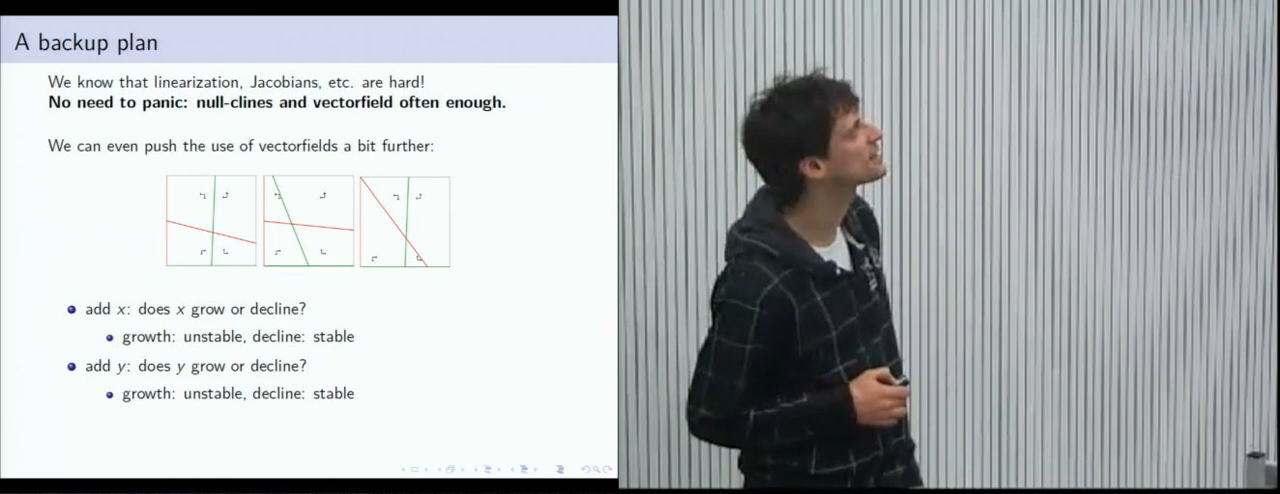 A backup plan
We know that linearization, Jacobians, etc. are hard!
No need to panic: null-clines and vectorfield often enough.
We can even push the use of vectorfields a bit further:
add x: does x grow or decline?
growth: unstable, decline: stable
add y: does y grow or decline?
growth: unstable, decline: stable